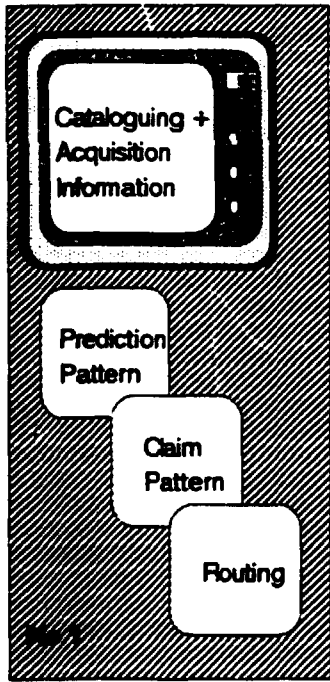 Cataloguing +
Acquisition
Information
Prediction
Pattern
Claim
Pattern
Routing